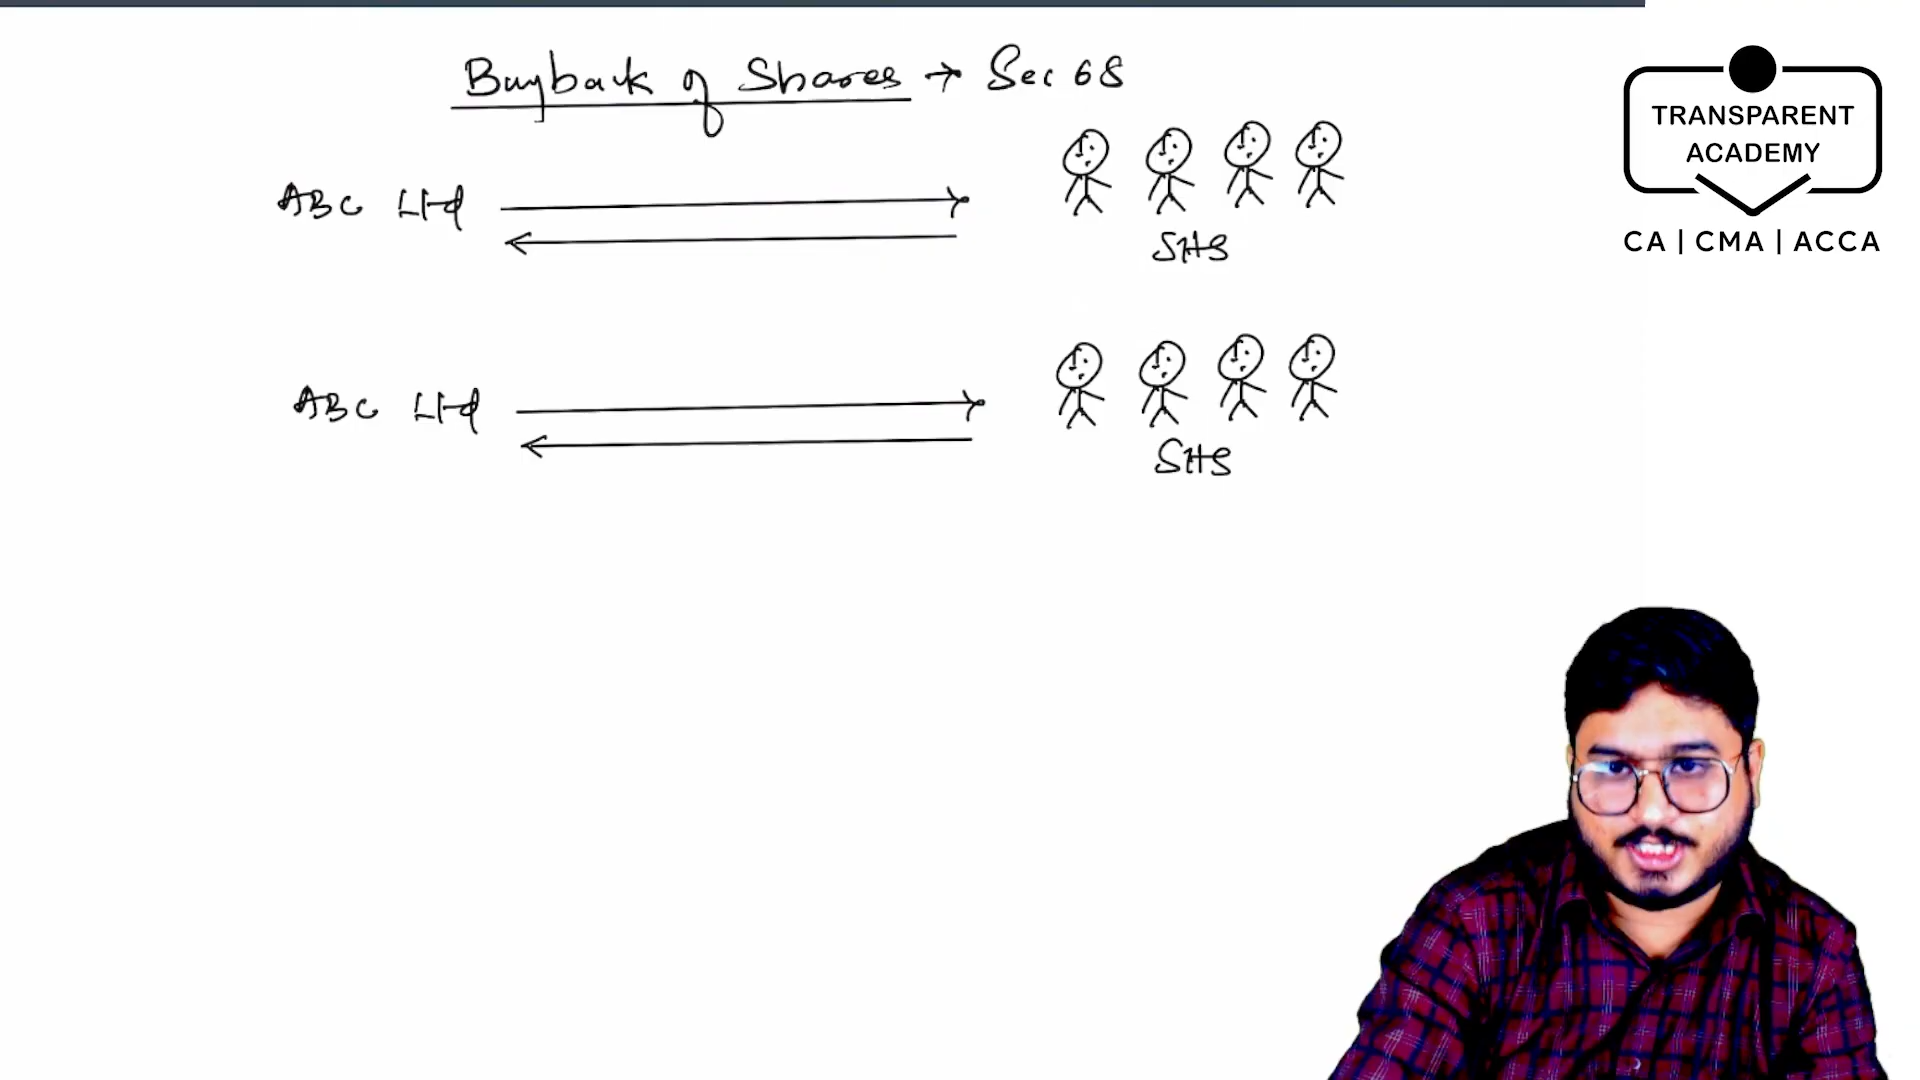 Buyback of Shares → Sec 68
TRANSPARENT
ACADEMY
CA | CMA | ACCA
ABC Ltd
SHS
ABC Ltd
SHS